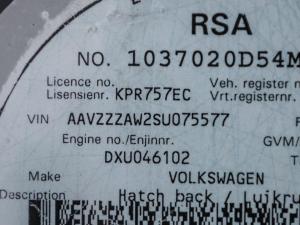 RSA
NO. 1037020D54M
Licence no. Veh. register n
Lisensienr. KPR757EC Vrt.registernr.
VIN AAVZZZAW2SU075577
Engine no./Enjinnr. GVM/
DXU046102 T
Make VOLKSWAGEN
Description Hatch back / Luikru